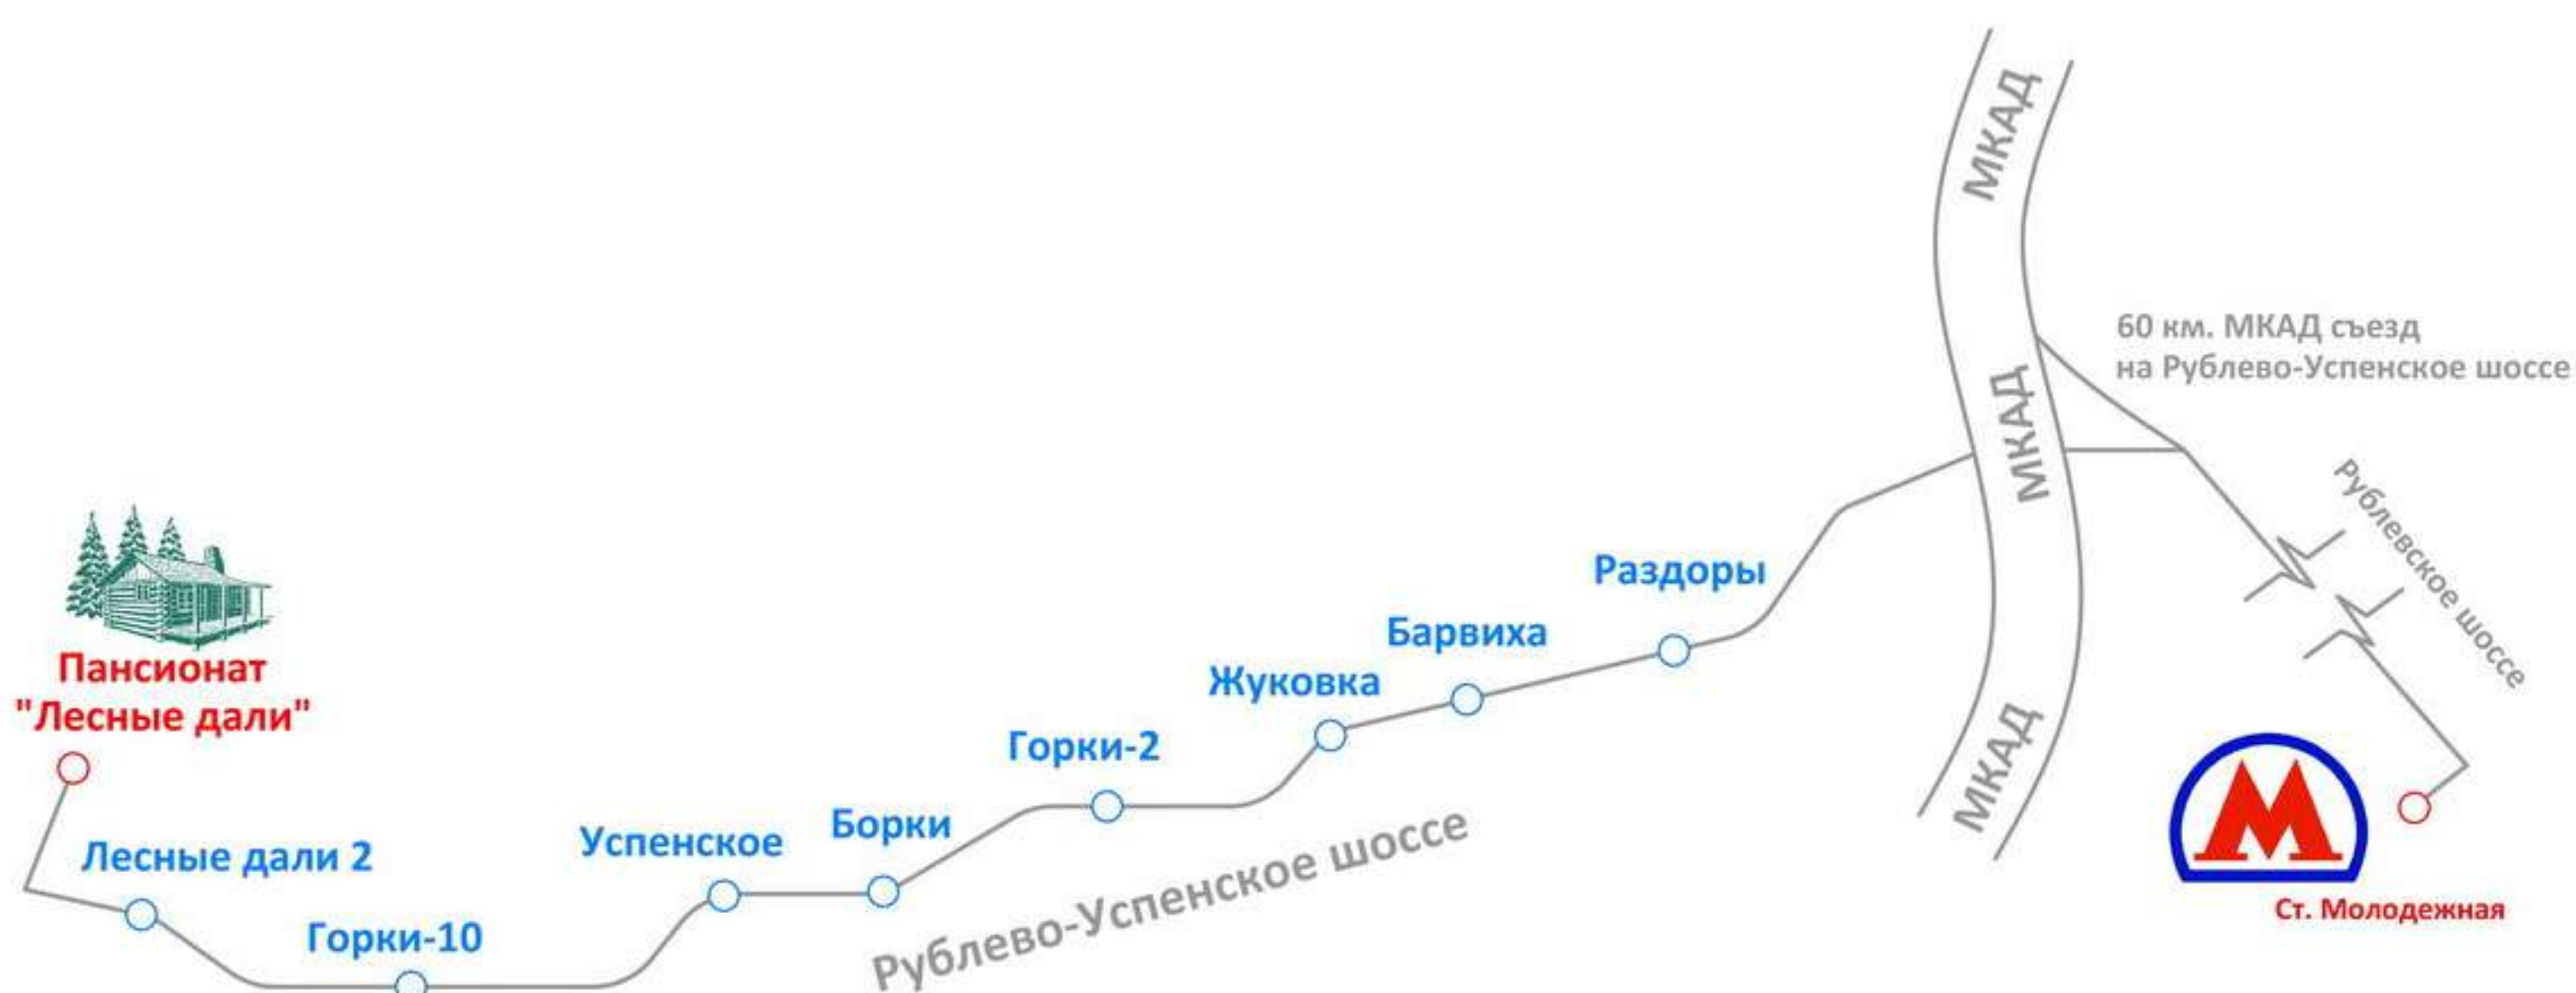 МКАД
60 км. МКАД съезд
на Рублево-Успенское шоссе
МКАД
Рублевское шоссе
Раздоры
Барвиха
Жуковка
Пансионат
"Лесные дали"
Горки-2
МКАД
Борки
Успенское
Лесные дали 2
Рублево-Успенское шоссе
М
Ст. Молодежная
Горки-10